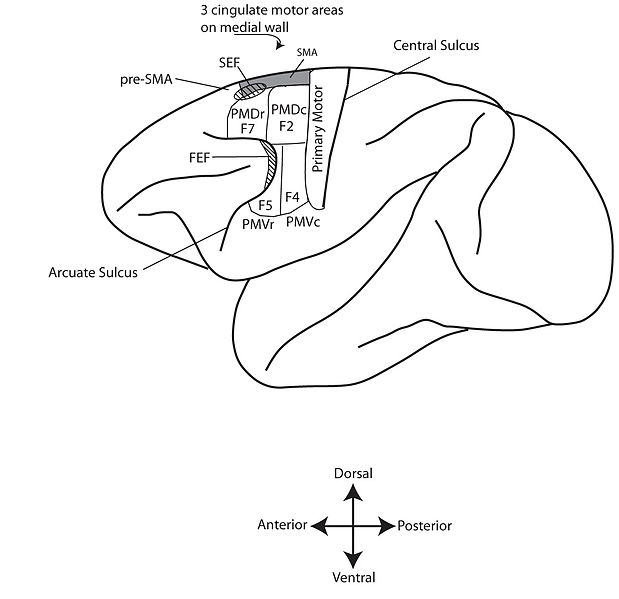 3 cingulate motor areas
on medial wall
SMA
Central Sulcus
SEF
pre-SMA
PMDr
F7
PMDc
F2
Primary Motor
FEF
F5
F4
PMVr
PMVc
Arcuate Sulcus
Dorsal
Anterior
Posterior
Ventral